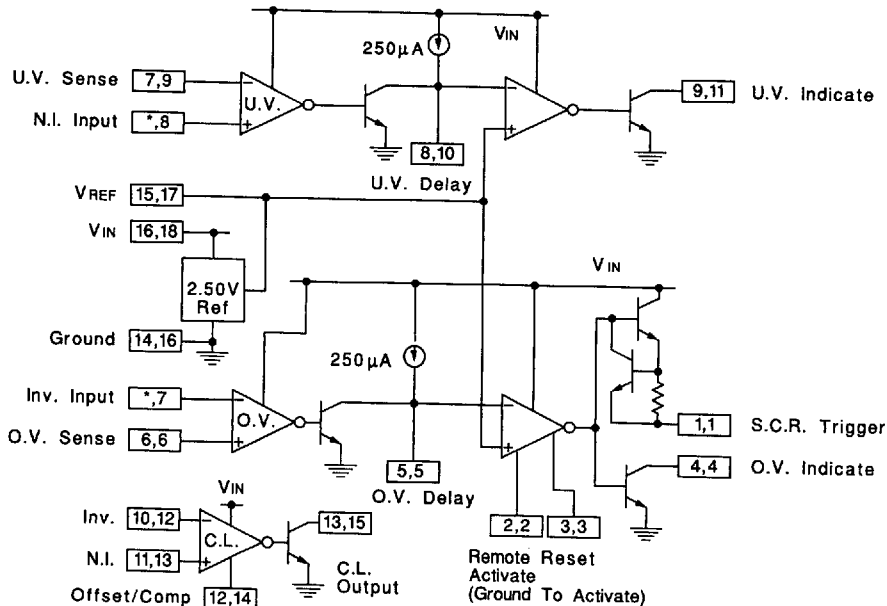 VIN
250μA
U.V. Sense 7,9 −
U.V.
N.I. Input *,8 +
−
+
9,11 U.V. Indicate
8,10
U.V. Delay
VREF 15,17
VIN 16,18
2.50V
Ref
Ground 14,16
VIN
250μA
Inv. Input *,7 −
O.V.
O.V. Sense 6,6 +
−
+
1,1 S.C.R. Trigger
4,4 O.V. Indicate
5,5
O.V. Delay
2,2 3,3
Remote Reset
Activate
(Ground To Activate)
VIN
Inv. 10,12 −
C.L.
N.I. 11,13 +
13,15
C.L.
Output
Offset/Comp 12,14